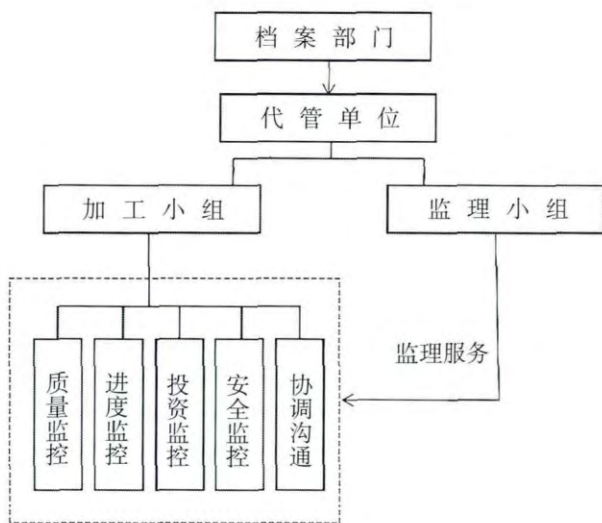 档案部门
代管单位
加工小组
监理小组
监理服务
质量监控
进度监控
投资监控
安全监控
协调沟通